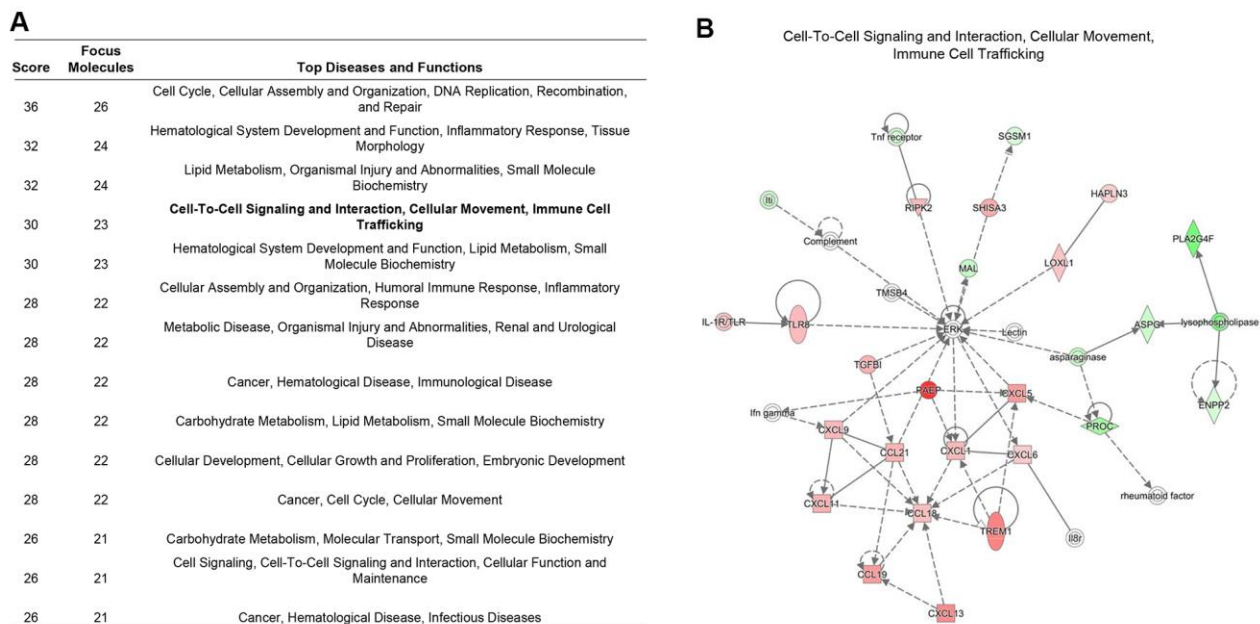 A
Score
Focus
Molecules
Top Diseases and Functions
36 26 Cell Cycle, Cellular Assembly and Organization, DNA Replication, Recombination,
and Repair
32 24 Hematological System Development and Function, Inflammatory Response, Tissue
Morphology
32 24 Lipid Metabolism, Organismal Injury and Abnormalities, Small Molecule
Biochemistry
30 23 Cell-To-Cell Signaling and Interaction, Cellular Movement, Immune Cell
Trafficking
30 23 Hematological System Development and Function, Lipid Metabolism, Small
Molecule Biochemistry
28 22 Cellular Assembly and Organization, Humoral Immune Response, Inflammatory
Response
28 22 Metabolic Disease, Organismal Injury and Abnormalities, Renal and Urological
Disease
28 22 Cancer, Hematological Disease, Immunological Disease
28 22 Carbohydrate Metabolism, Lipid Metabolism, Small Molecule Biochemistry
28 22 Cellular Development, Cellular Growth and Proliferation, Embryonic Development
28 22 Cancer, Cell Cycle, Cellular Movement
26 21 Carbohydrate Metabolism, Molecular Transport, Small Molecule Biochemistry
26 21 Cell Signaling, Cell-To-Cell Signaling and Interaction, Cellular Function and
Maintenance
26 21 Cancer, Hematological Disease, Infectious Diseases
B
Cell-To-Cell Signaling and Interaction, Cellular Movement,
Immune Cell Trafficking
Tnf receptor
SGSM1
HAPLN3
Iti
RIPK2
SHISA3
Complement
PLA2G4F
MAL
LOXL1
TMSB4
IL-1R/TLR
TLR8
ERK
Lectin
ASPG
lysophospholipase
asparaginase
TGFBI
PAEP
CXCL5
ENPP2
Ifn gamma
CXCL9
PROC
CCL21
CXCL1
CXCL6
rheumatoid factor
CXCL11
CCL18
TREM1
Il8r
CCL19
CXCL13